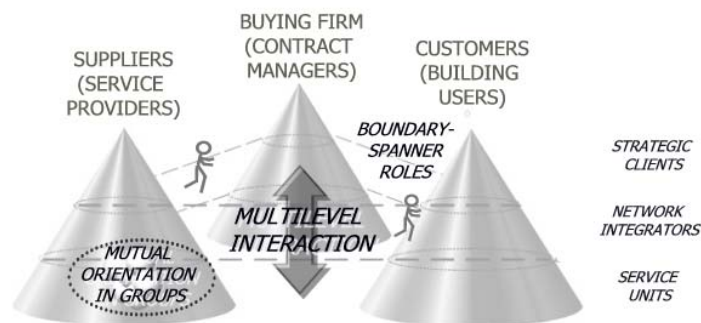 BUYING FIRM
(CONTRACT
MANAGERS)
SUPPLIERS
(SERVICE
PROVIDERS)
CUSTOMERS
(BUILDING
USERS)
BOUNDARY-
SPANNER
ROLES
STRATEGIC
CLIENTS
MULTILEVEL
INTERACTION
NETWORK
INTEGRATORS
MUTUAL
ORIENTATION
IN GROUPS
SERVICE
UNITS